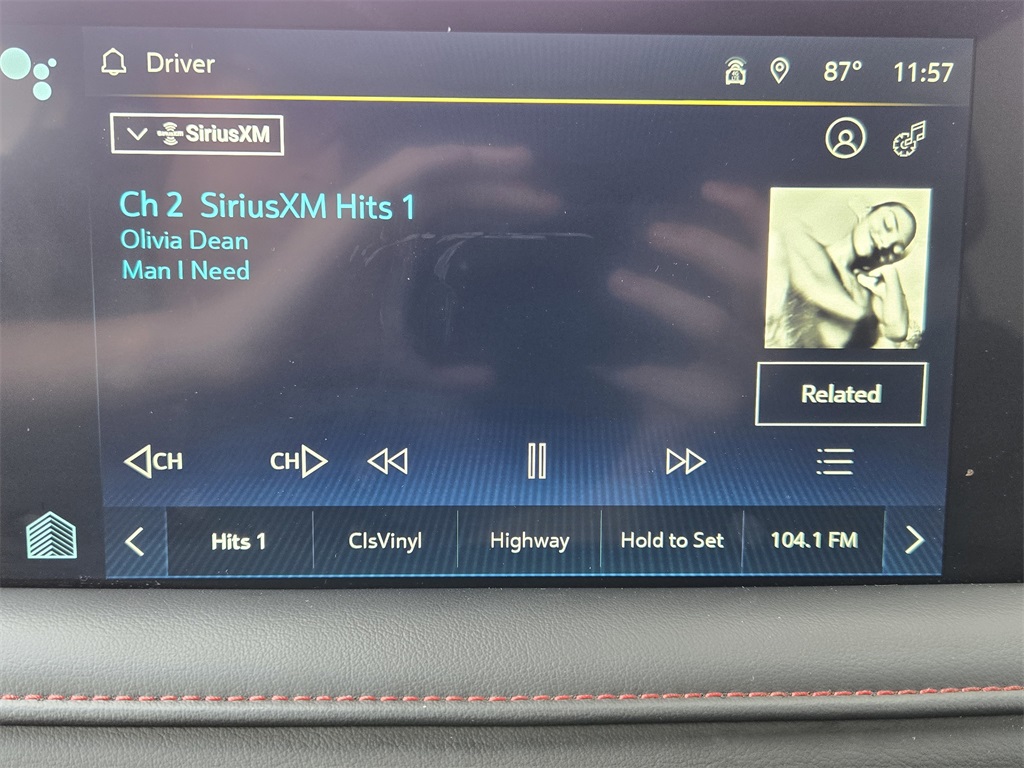 Driver
87° 11:57
SiriusXM
Ch 2 SiriusXM Hits 1
Olivia Dean
Man I Need
Related
CH CH
Hits 1 ClsVinyl Highway Hold to Set 104.1 FM